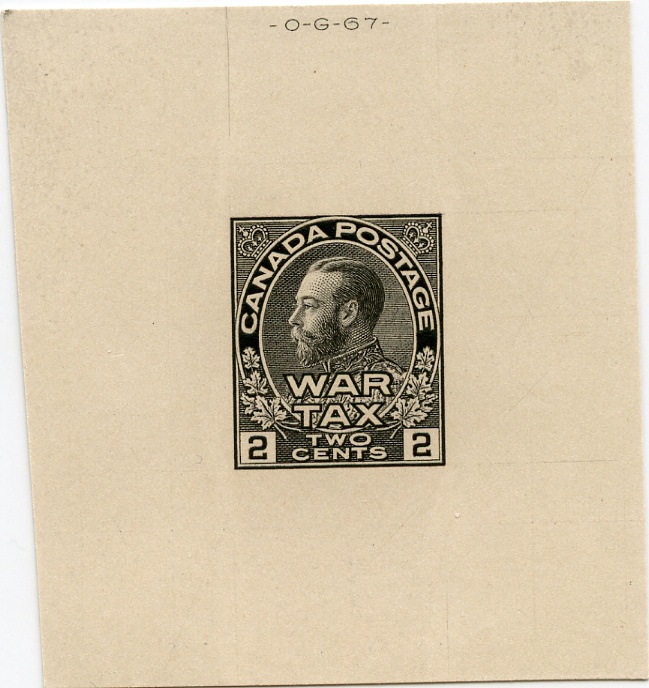 -O-G-67-
CANADA POSTAGE
WAR
TAX
TWO
2 CENTS 2